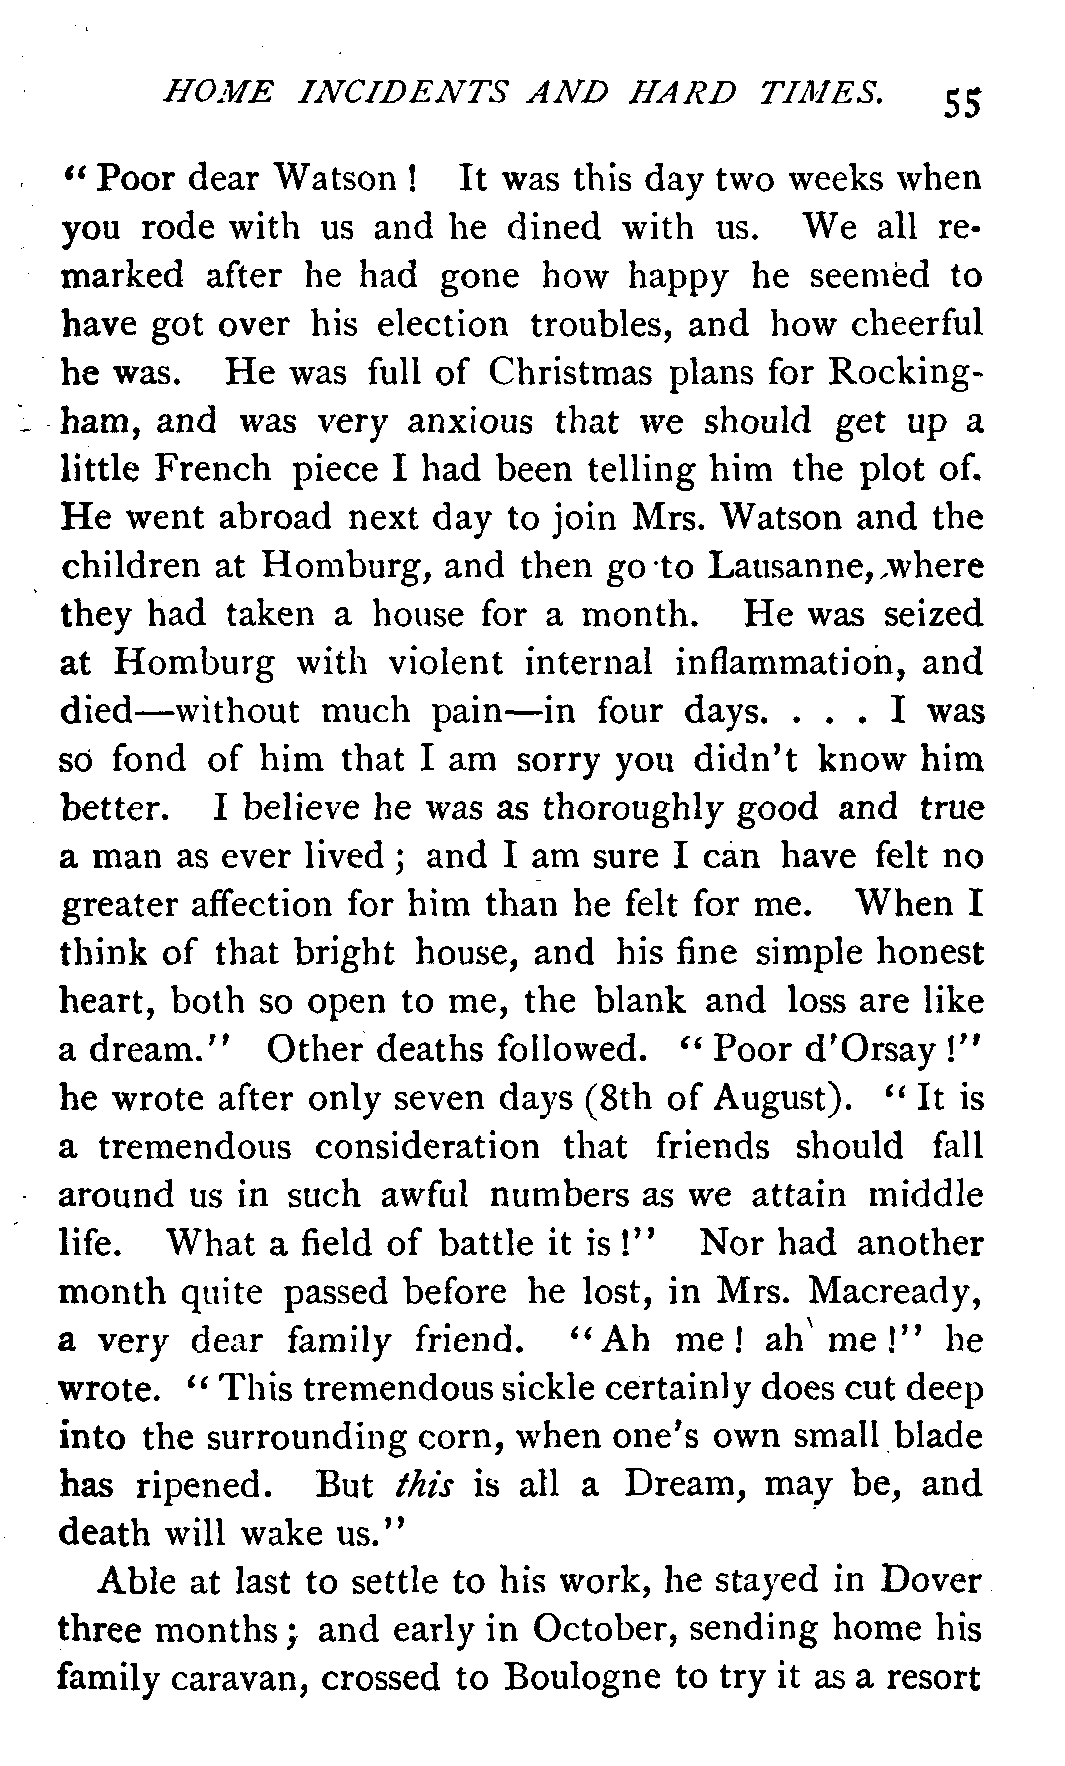 HOME INCIDENTS AND HARD TIMES. 55
"Poor dear Watson! It was this day two weeks when
you rode with us and he dined with us. We all re-
marked after he had gone how happy he seemed to
have got over his election troubles, and how cheerful
he was. He was full of Christmas plans for Rocking-
ham, and was very anxious that we should get up a
little French piece I had been telling him the plot of.
He went abroad next day to join Mrs. Watson and the
children at Homburg, and then go to Lausanne, where
they had taken a house for a month. He was seized
at Homburg with violent internal inflammation, and
died—without much pain—in four days. . . . I was
so fond of him that I am sorry you didn't know him
better. I believe he was as thoroughly good and true
a man as ever lived; and I am sure I can have felt no
greater affection for him than he felt for me. When I
think of that bright house, and his fine simple honest
heart, both so open to me, the blank and loss are like
a dream." Other deaths followed. "Poor d'Orsay!"
he wrote after only seven days (8th of August). "It is
a tremendous consideration that friends should fall
around us in such awful numbers as we attain middle
life. What a field of battle it is!" Nor had another
month quite passed before he lost, in Mrs. Macready,
a very dear family friend. "Ah me! ah me!" he
wrote. "This tremendous sickle certainly does cut deep
into the surrounding corn, when one's own small blade
has ripened. But this is all a Dream, may be, and
death will wake us."
Able at last to settle to his work, he stayed in Dover
three months; and early in October, sending home his
family caravan, crossed to Boulogne to try it as a resort